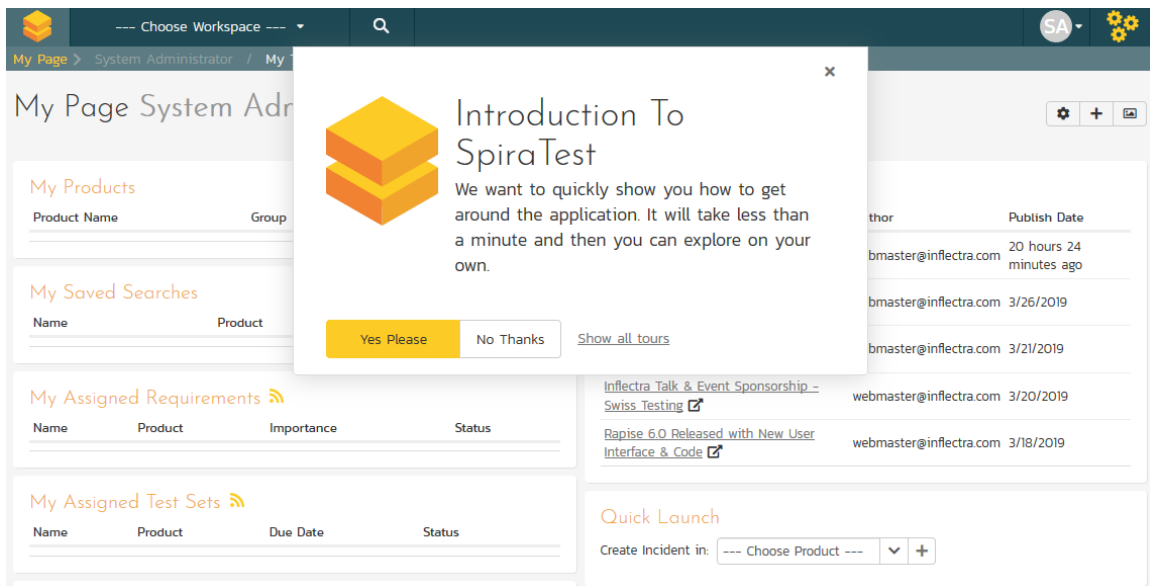 --- Choose Workspace ---
SA
My Page System Administrator / My
My Page System Adr
Introduction To
SpiraTest
We want to quickly show you how to get
around the application. It will take less than
a minute and then you can explore on your
own.
Yes Please No Thanks Show all tours
My Products
Product Name Group
My Saved Searches
Name Product
My Assigned Requirements
Name Product Importance Status
My Assigned Test Sets
Name Product Due Date Status
thor Publish Date
bmaster@inflectra.com 20 hours 24
minutes ago
bmaster@inflectra.com 3/26/2019
bmaster@inflectra.com 3/21/2019
Inflectra Talk & Event Sponsorship -
Swiss Testing webmaster@inflectra.com 3/20/2019
Rapise 6.0 Released with New User
Interface & Code webmaster@inflectra.com 3/18/2019
Quick Launch
Create Incident in: --- Choose Product ---